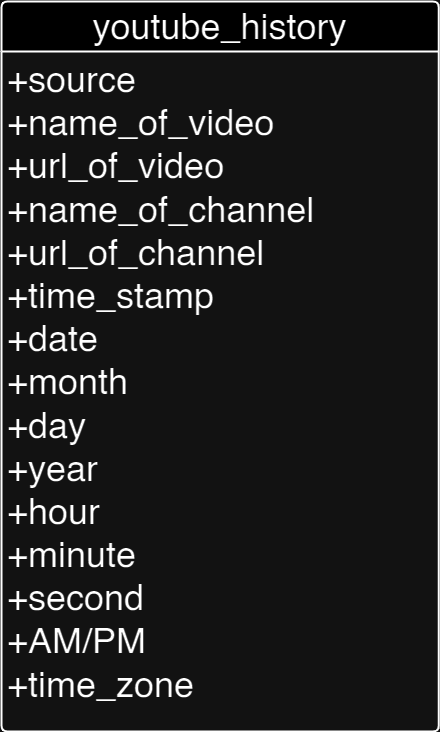 youtube_history
+source
+name_of_video
+url_of_video
+name_of_channel
+url_of_channel
+time_stamp
+date
+month
+day
+year
+hour
+minute
+second
+AM/PM
+time_zone